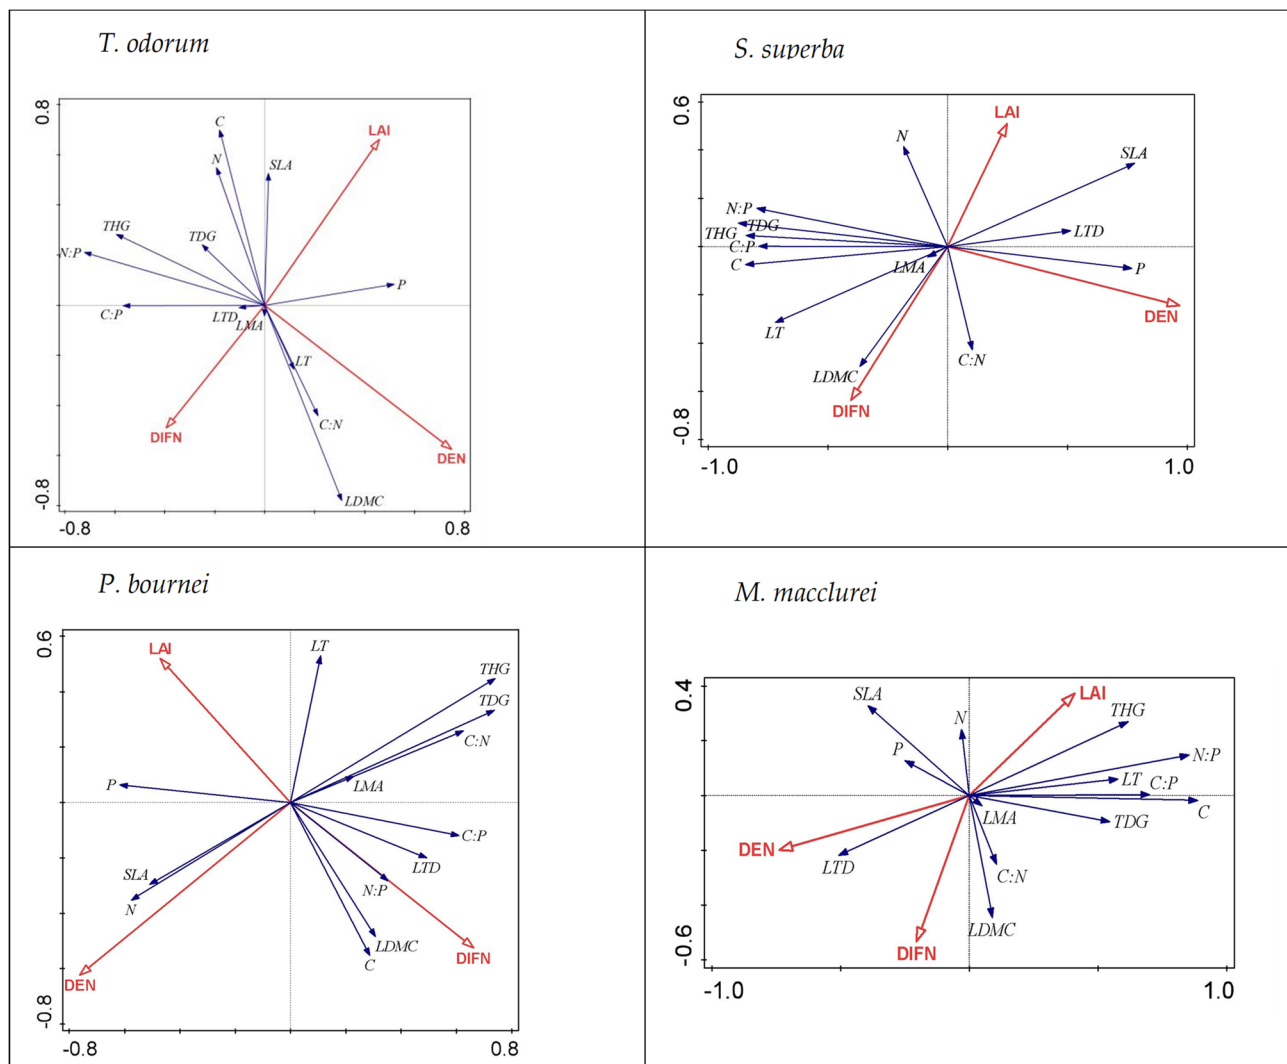 T. odorum
0.8
C
LAI
N
SLA
THG
TDG
N:P
P
C:P
LTD
LMA
LT
C:N
DIFN
DEN
LDMC
-0.8
-0.8
0.8
S. superba
0.6
LAI
N
SLA
N:P
TDG
LTD
THG
C:P
C
LMA
P
DEN
LT
C:N
LDMC
DIFN
-0.8
-1.0
1.0
P. bournei
0.6
LAI
LT
THG
TDG
C:N
P
LMA
C:P
LTD
SLA
N:P
N
LDMC
C
DIFN
DEN
-0.8
-0.8
0.8
M. macclurei
0.4
SLA
LAI
N
THG
P
N:P
LT
C:P
C
LMA
TDG
DEN
LTD
C:N
LDMC
DIFN
-0.6
-1.0
1.0